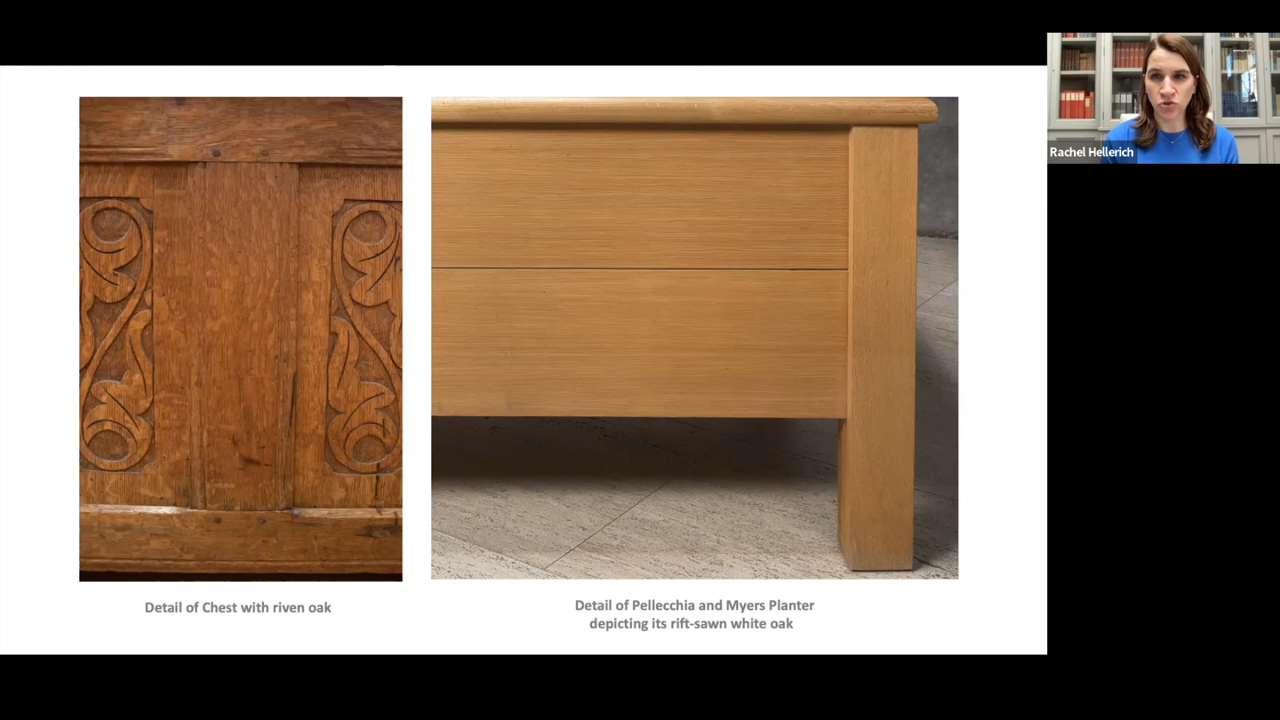 Rachel Hellerich
Detail of Chest with riven oak
Detail of Pellecchia and Myers Planter
depicting its rift-sawn white oak